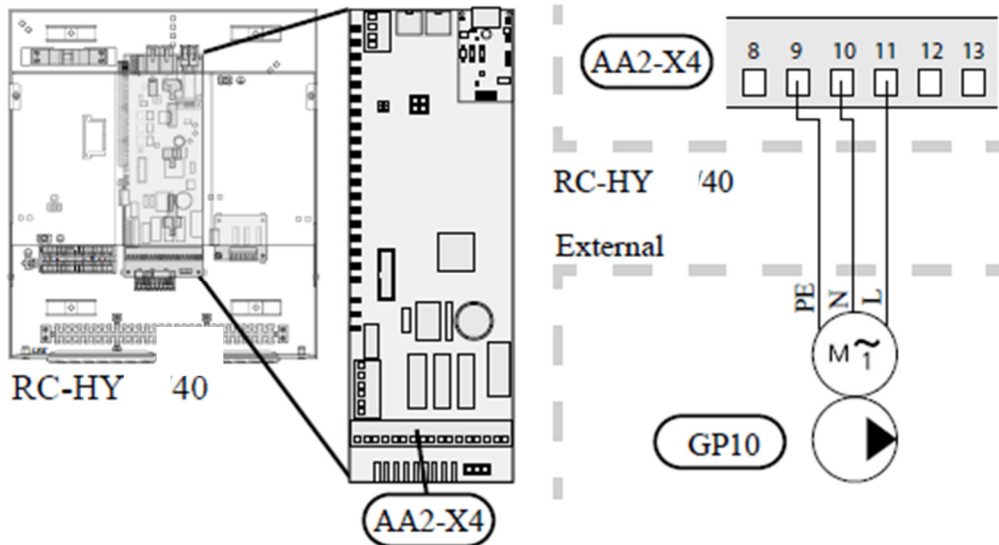 RC-HY /40
AA2-X4
AA2-X4
8 9 10 11 12 13
RC-HY /40
External
PE N L
M ~
1
GP10